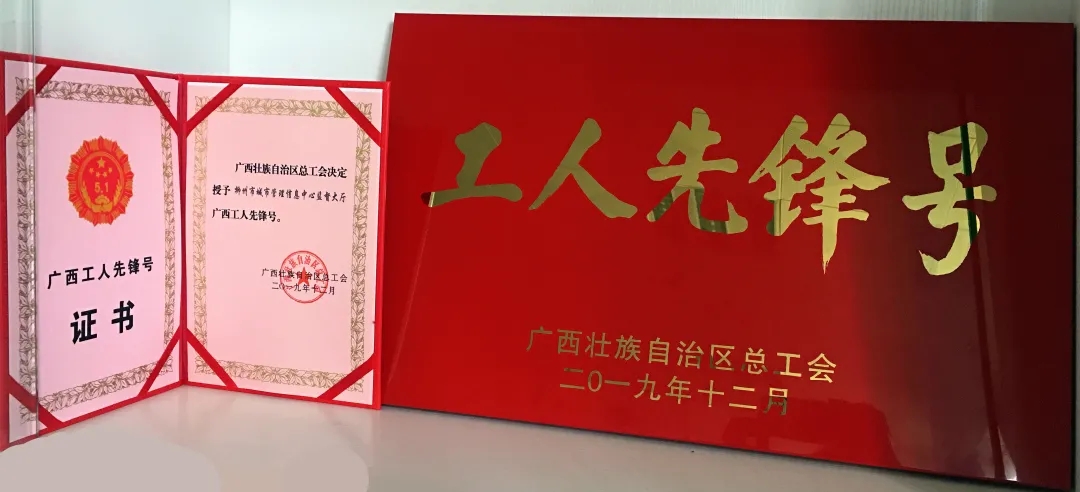 5.1
广西工人先锋号
证书
广西壮族自治区总工会决定
授予 柳州市城市管理信息中心监督大厅
广西工人先锋号。
广西壮族自治区总工会
二〇一九年十二月
工人先锋号
广西壮族自治区总工会
二〇一九年十二月